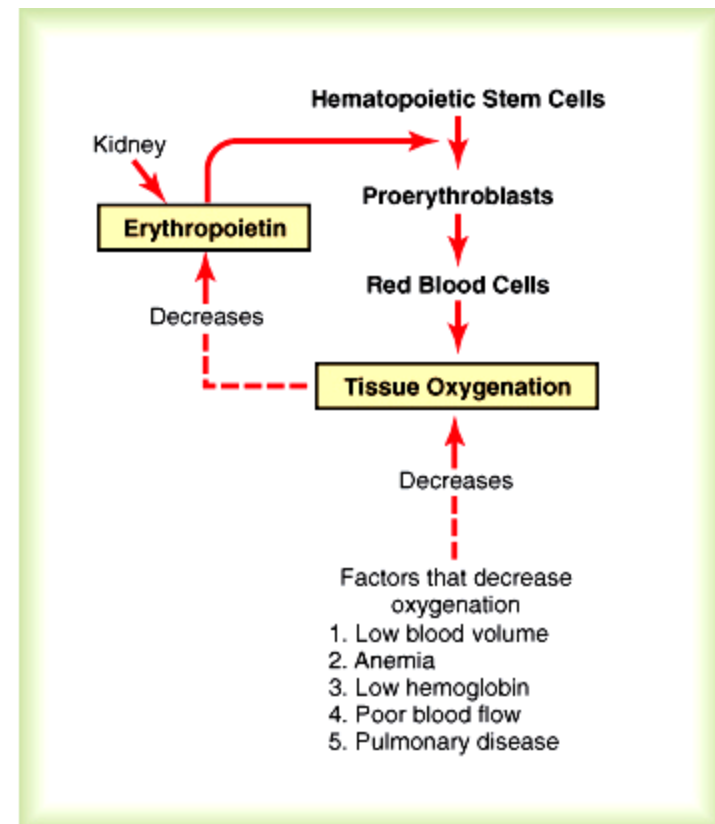 Hematopoietic Stem Cells
Kidney
Proerythroblasts
Erythropoietin
Red Blood Cells
Decreases
Tissue Oxygenation
Decreases
Factors that decrease
oxygenation
1. Low blood volume
2. Anemia
3. Low hemoglobin
4. Poor blood flow
5. Pulmonary disease